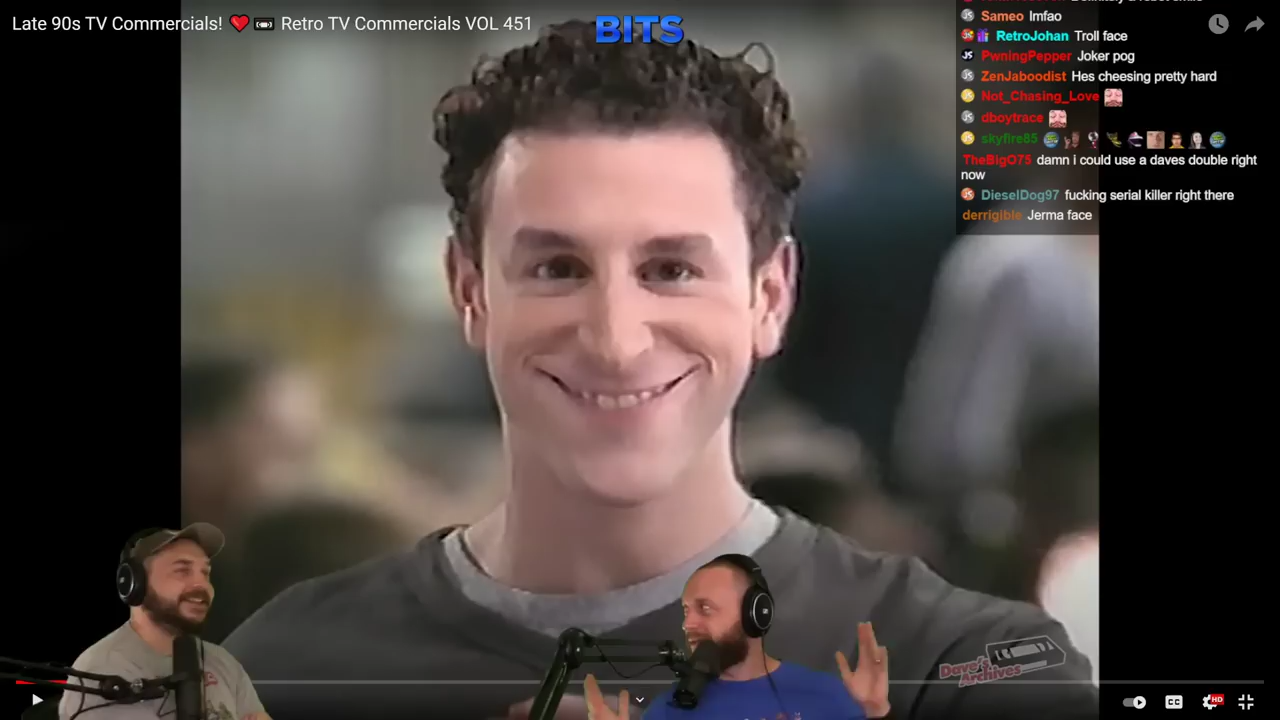 Late 90s TV Commercials! ❤️ 📼 Retro TV Commercials VOL 451
BITS
Sameo lmfao
RetroJohan Troll face
PwningPepper Joker pog
ZenJaboodist Hes cheesing pretty hard
Not_Chasing_Love
dboytrace
skyfire85
TheBigO75 damn i could use a daves double right
now
DieselDog97 fucking serial killer right there
derrigible Jerma face
Dave's
Archives
CC
HD